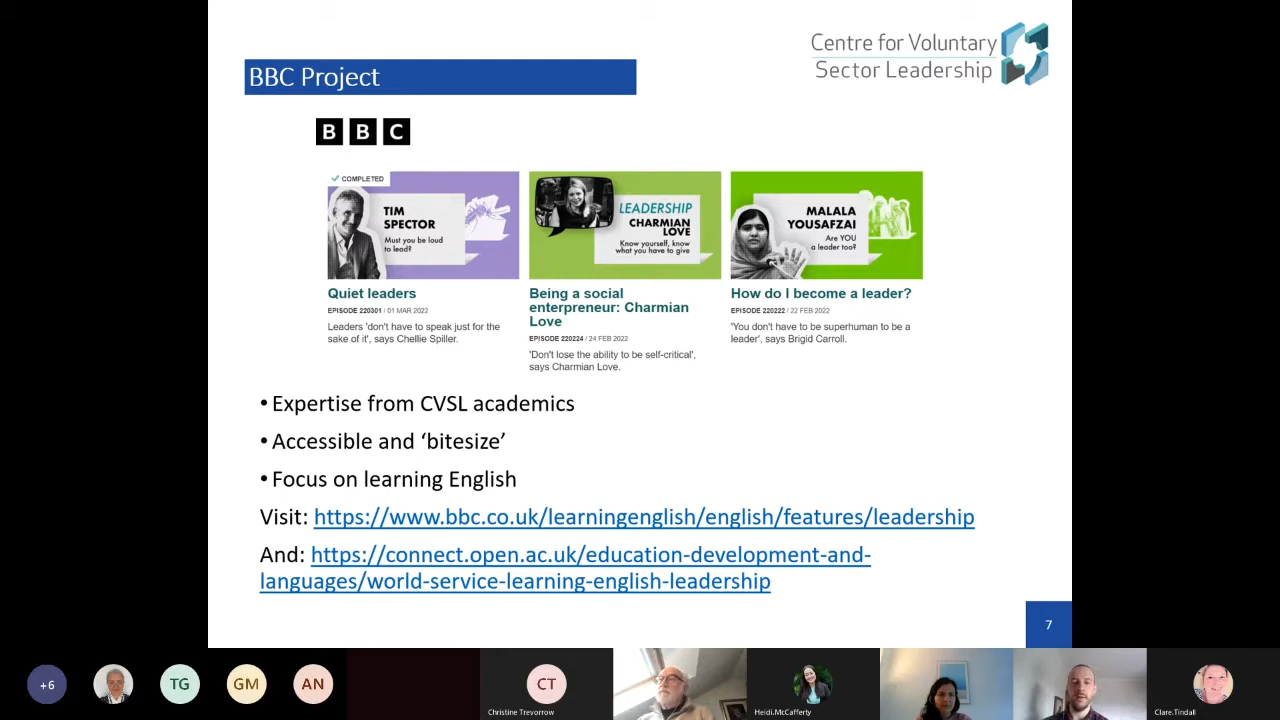 Centre for Voluntary
Sector Leadership
BBC Project
BBC
COMPLETED
TIM
SPECTOR
Must you be loud
to lead?
LEADERSHIP
CHARMIAN
LOVE
Know yourself, know
what you have to give
MALALA
YOUSAFZAI
Are YOU
a leader too?
Quiet leaders
EPISODE 220301 / 01 MAR 2022
Leaders 'don't have to speak just for the
sake of it', says Chellie Spiller.
Being a social
enterpreneur: Charmian
Love
EPISODE 220224 / 24 FEB 2022
'Don't lose the ability to be self-critical',
says Charmian Love.
How do I become a leader?
EPISODE 220222 / 22 FEB 2022
'You don't have to be superhuman to be a
leader', says Brigid Carroll.
• Expertise from CVSL academics
• Accessible and ‘bitesize’
• Focus on learning English
Visit: https://www.bbc.co.uk/learningenglish/english/features/leadership
And: https://connect.open.ac.uk/education-development-and-
languages/world-service-learning-english-leadership
7
+6
TG
GM
AN
CT
Christine Trevorrow
Heidi.McCafferty
Clare.Tindall